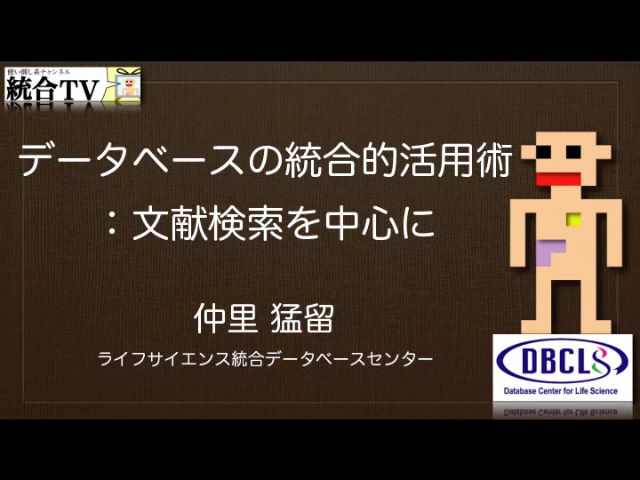 使い倒し系チャンネル
統合TV
データベースの統合的活用術
：文献検索を中心に
仲里 猛留
ライフサイエンス統合データベースセンター
DBCLS
Database Center for Life Science